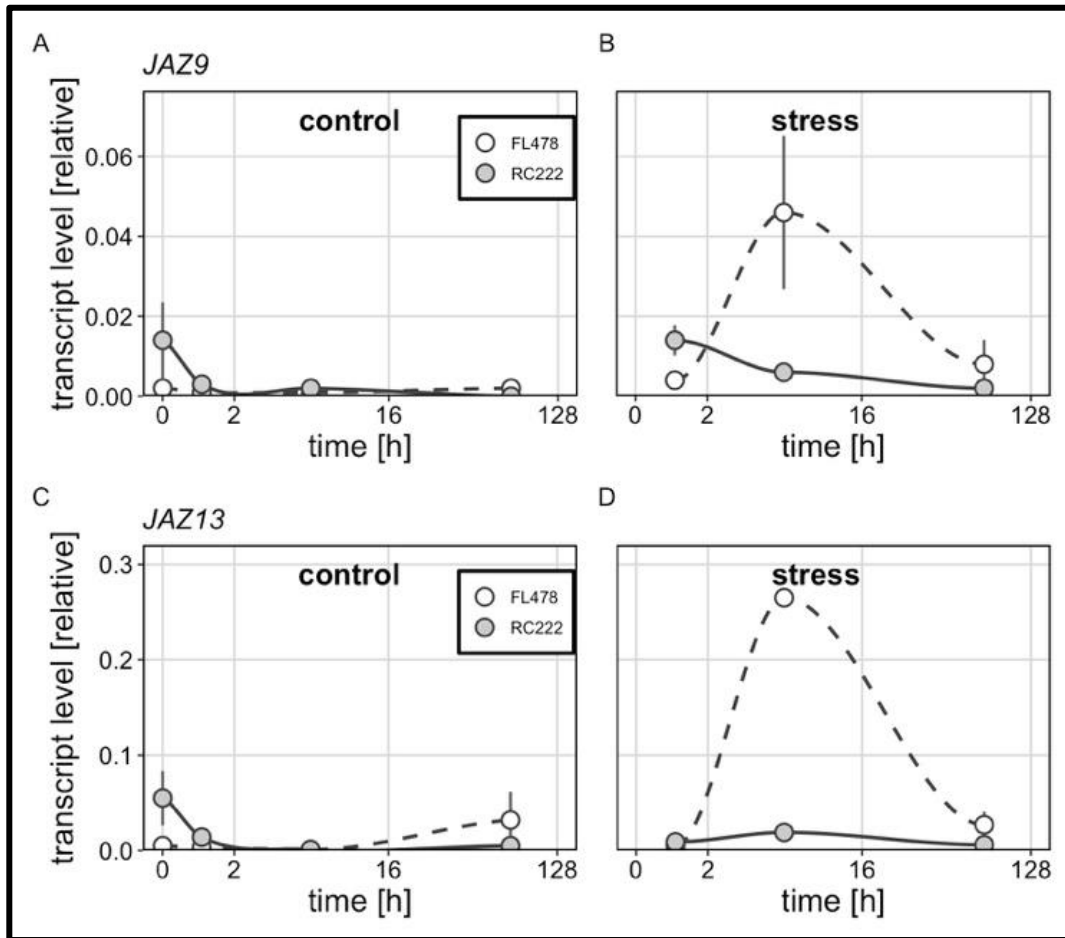 A
B
JAZ9
control
stress
FL478
RC222
transcript level [relative]
0.06
0.04
0.02
0.00
0 2 16 128
0 2 16 128
time [h]
time [h]
C
D
JAZ13
control
stress
FL478
RC222
transcript level [relative]
0.3
0.2
0.1
0.0
0 2 16 128
0 2 16 128
time [h]
time [h]